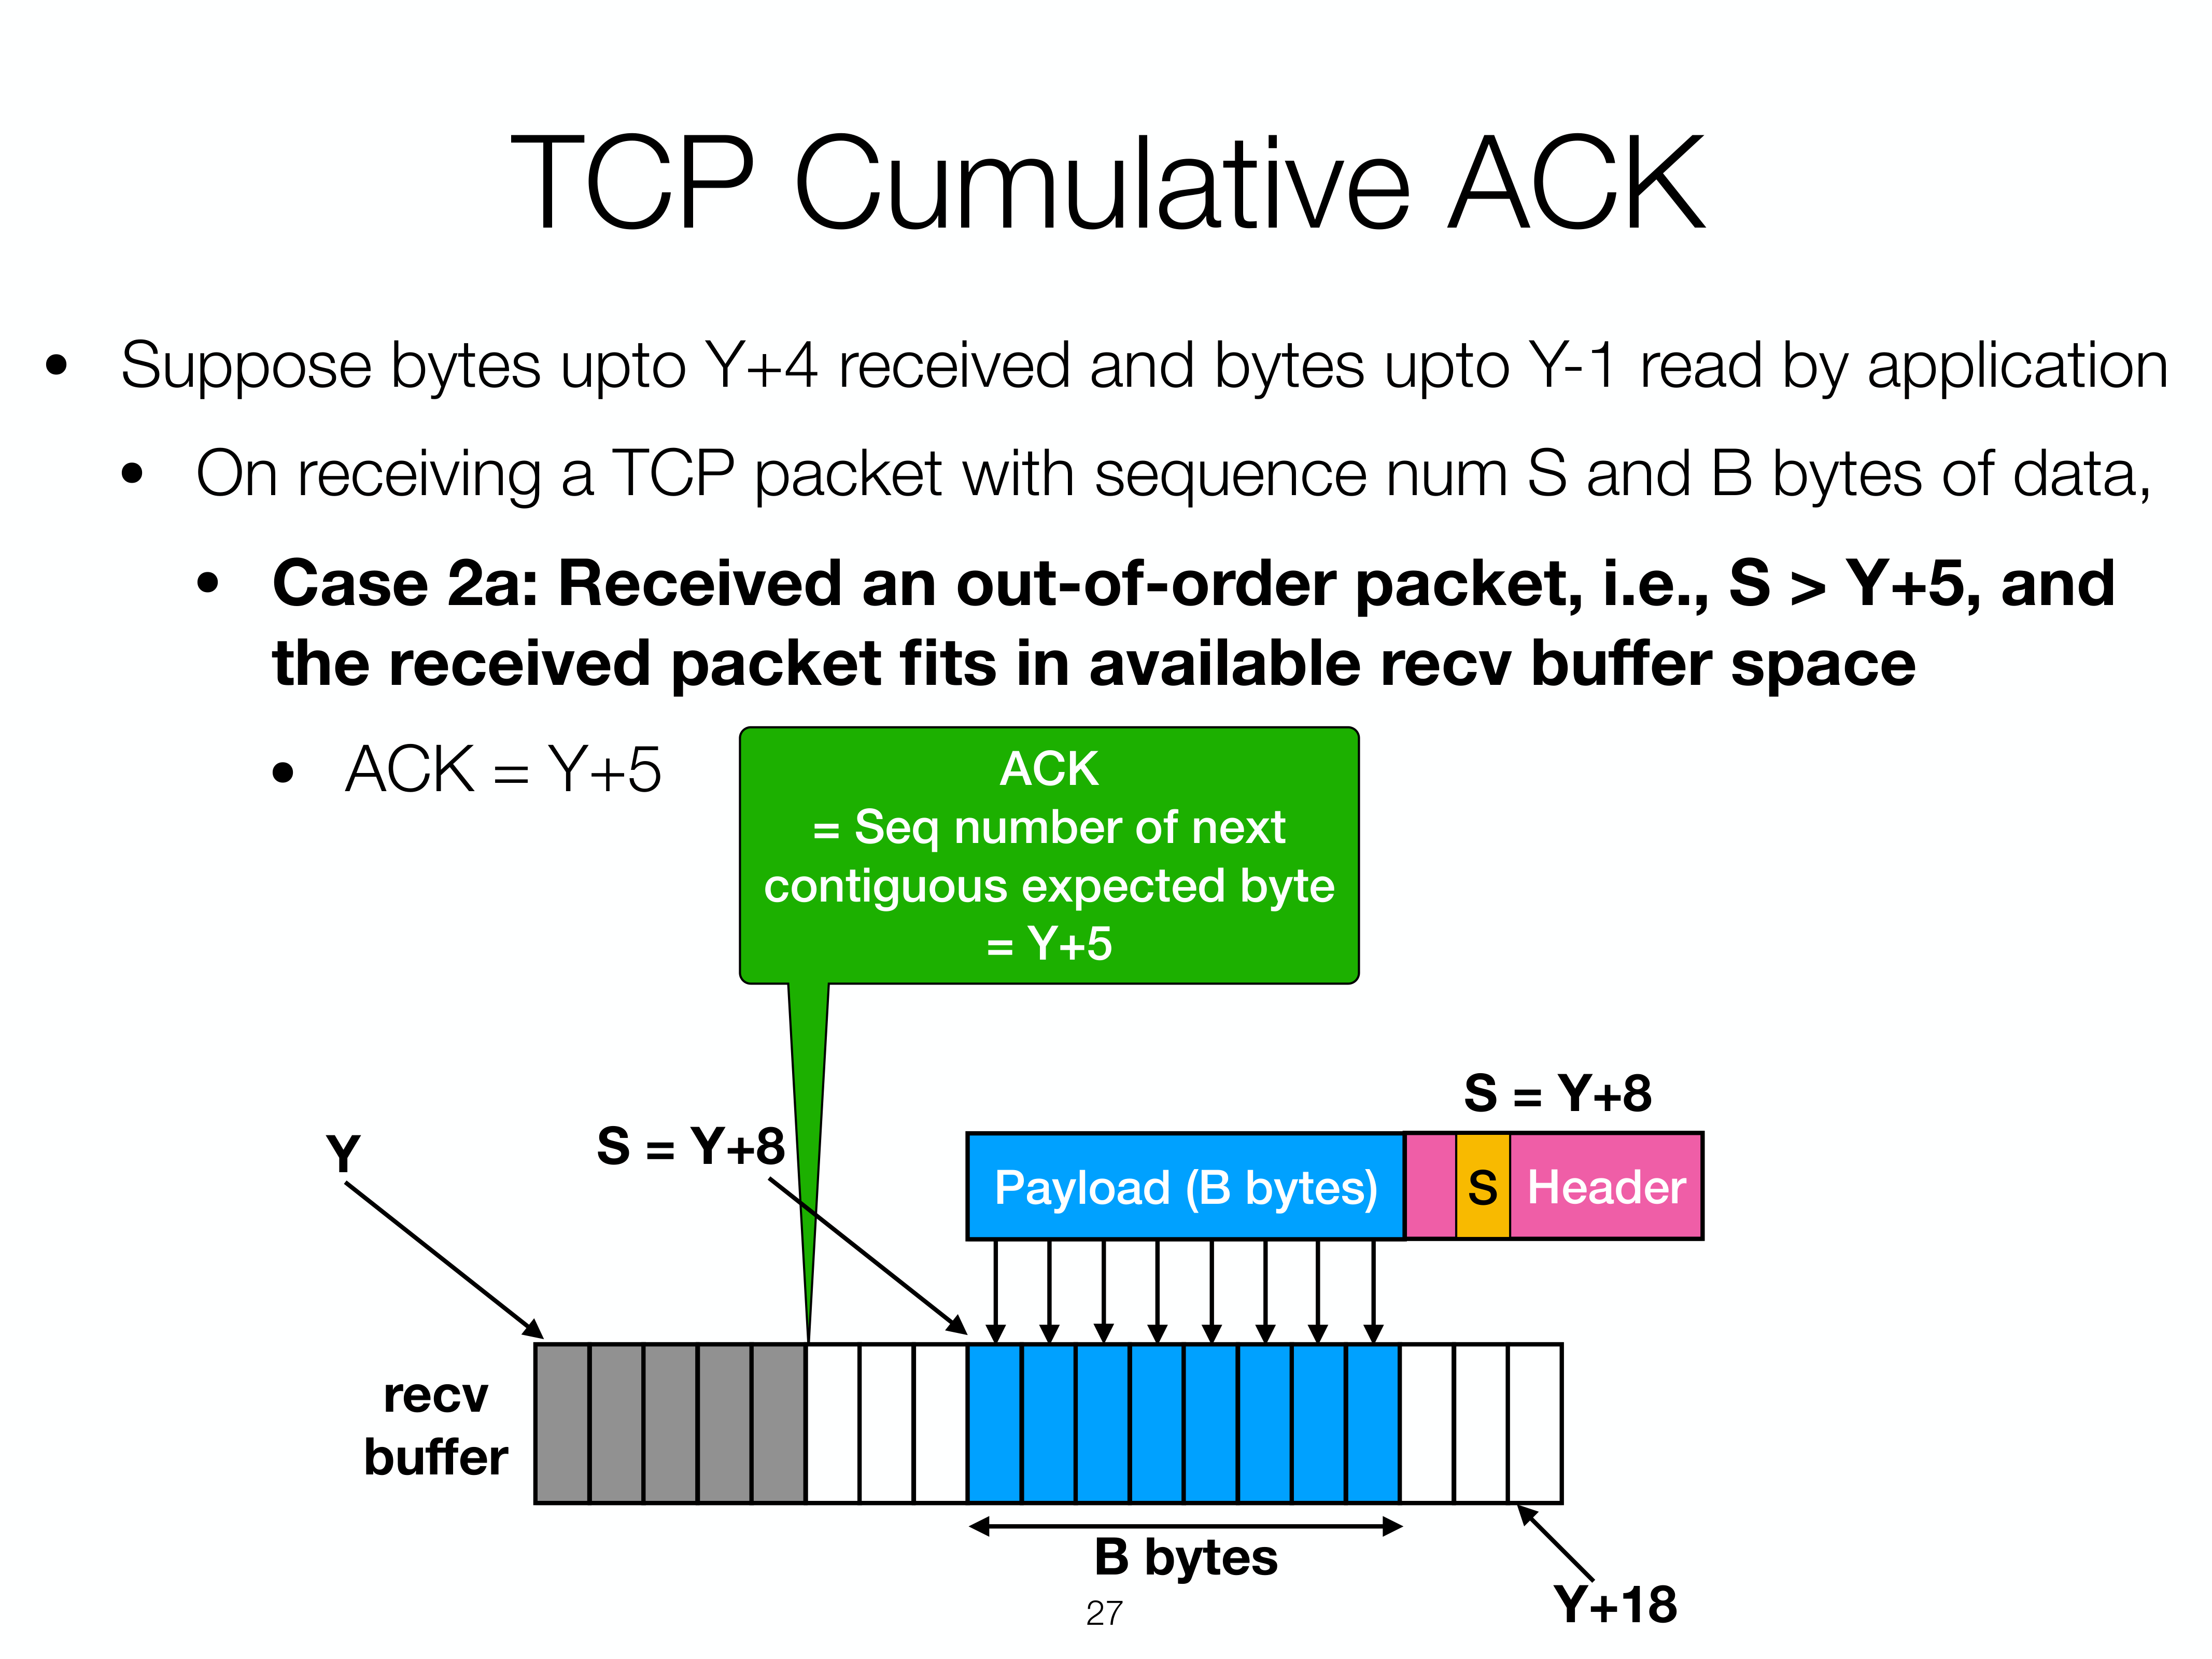 TCP Cumulative ACK
• Suppose bytes upto Y+4 received and bytes upto Y-1 read by application
• On receiving a TCP packet with sequence num S and B bytes of data,
• Case 2a: Received an out-of-order packet, i.e., S > Y+5, and
the received packet fits in available recv buffer space
• ACK = Y+5
ACK
= Seq number of next
contiguous expected byte
= Y+5
S = Y+8
Y
S = Y+8
Payload (B bytes)
S
Header
recv
buffer
B bytes
Y+18
27